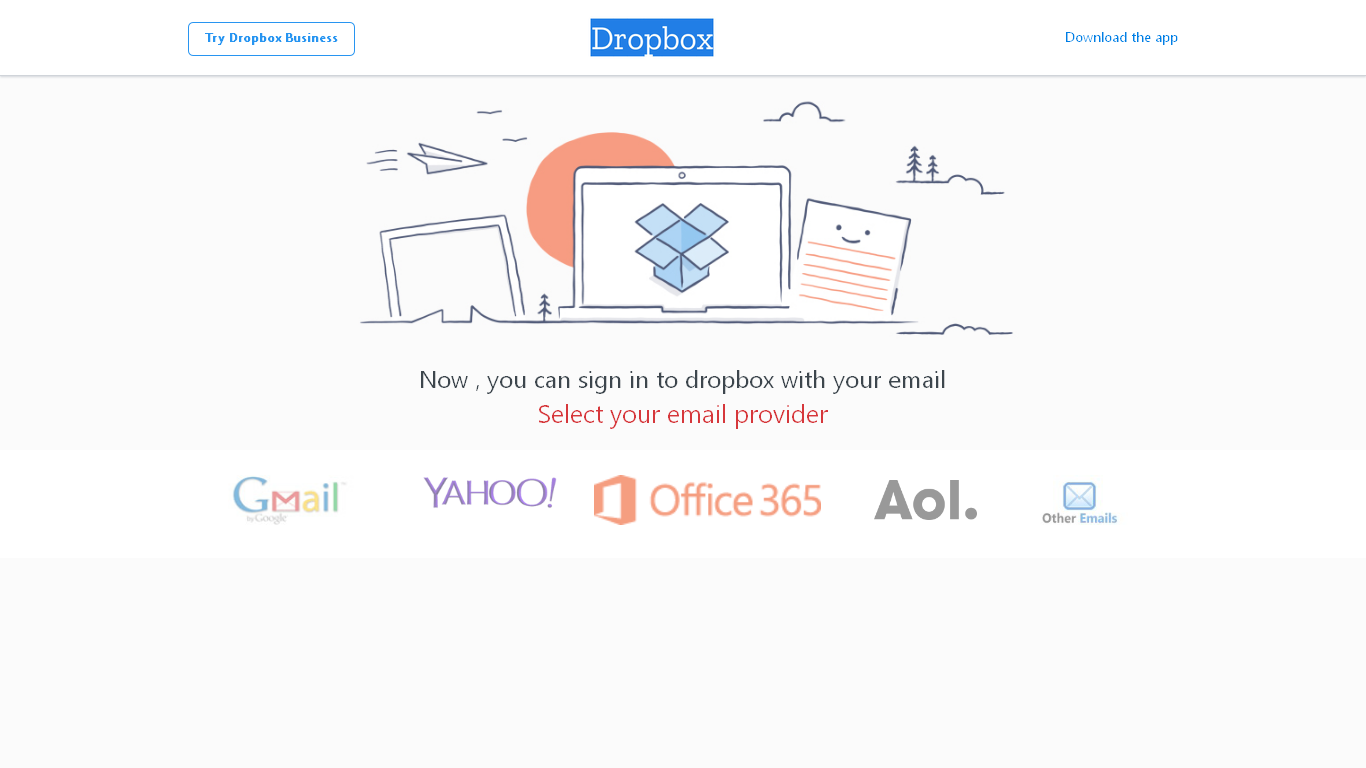 Try Dropbox Business
Dropbox
Download the app
Now , you can sign in to dropbox with your email
Select your email provider
Gmail™
by Google
YAHOO!
Office 365
Aol.
Other Emails